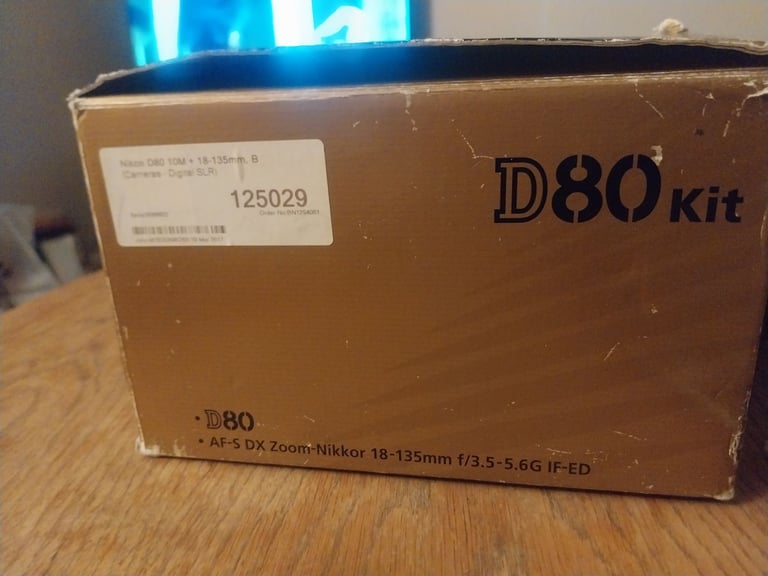 Nikon D80 10M + 18-135mm, B
(Cameras - Digital SLR)
125029
D80 Kit
• D80
• AF-S DX Zoom-Nikkor 18-135mm f/3.5-5.6G IF-ED